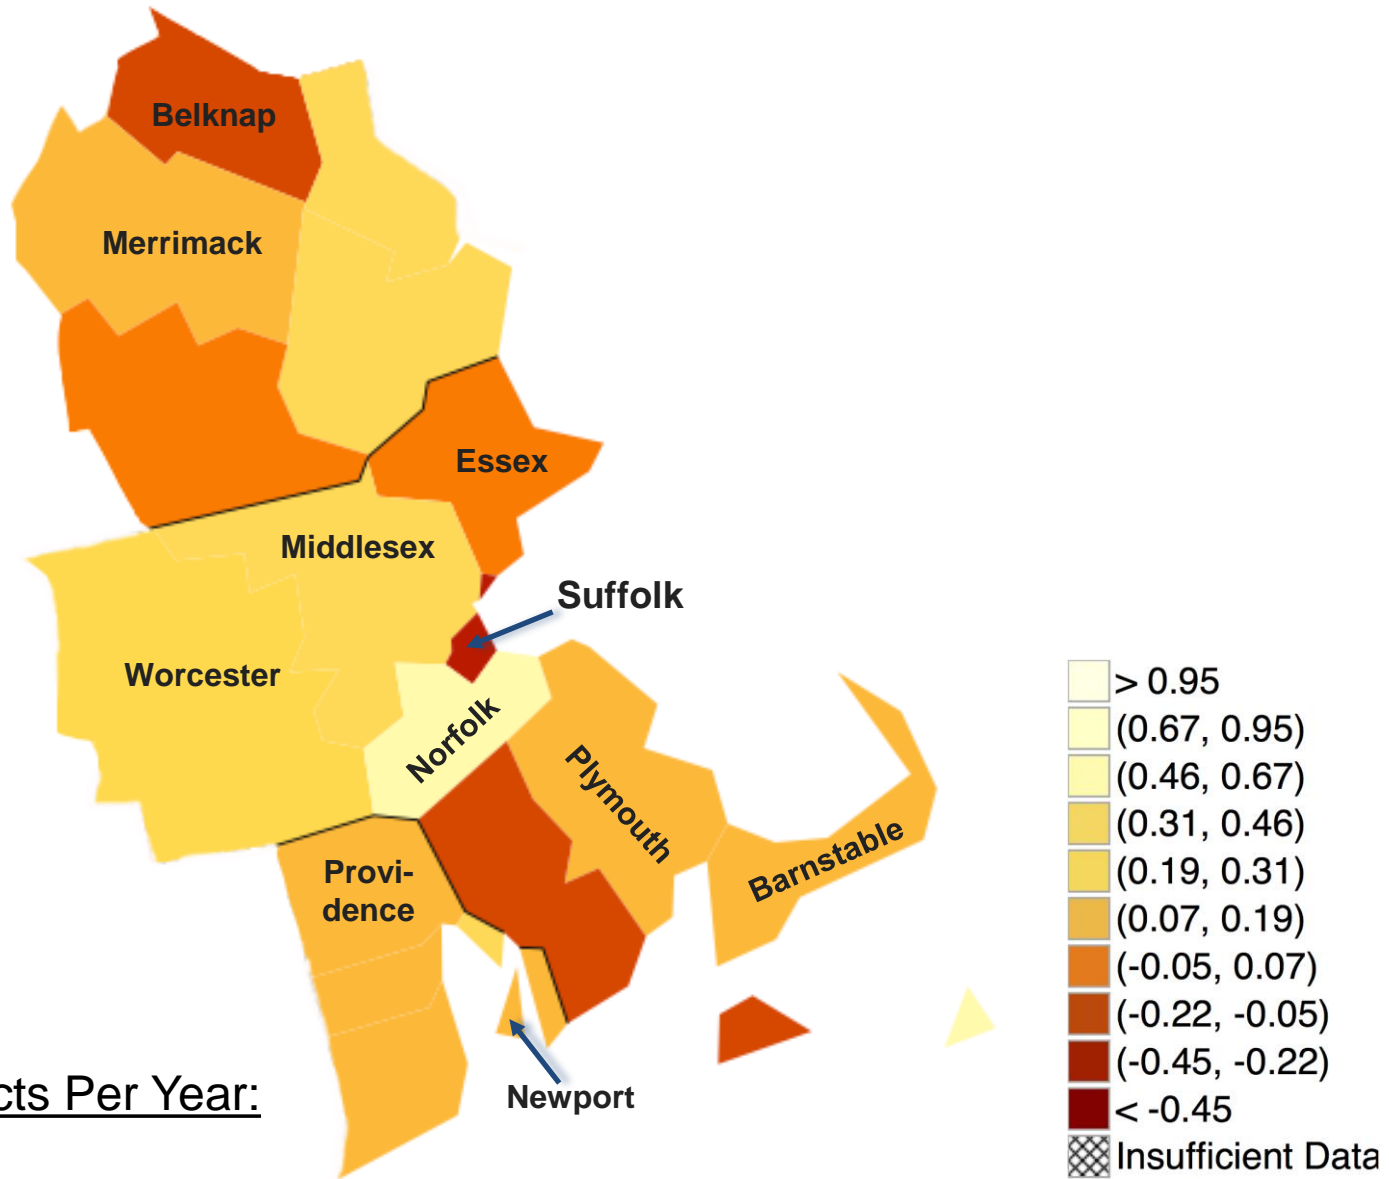 Belknap
Merrimack
Essex
Middlesex
Suffolk
Worcester
Norfolk
Plymouth
Barnstable
Provi-
dence
Newport
cts Per Year:
> 0.95
(0.67, 0.95)
(0.46, 0.67)
(0.31, 0.46)
(0.19, 0.31)
(0.07, 0.19)
(-0.05, 0.07)
(-0.22, -0.05)
(-0.45, -0.22)
< -0.45
Insufficient Data